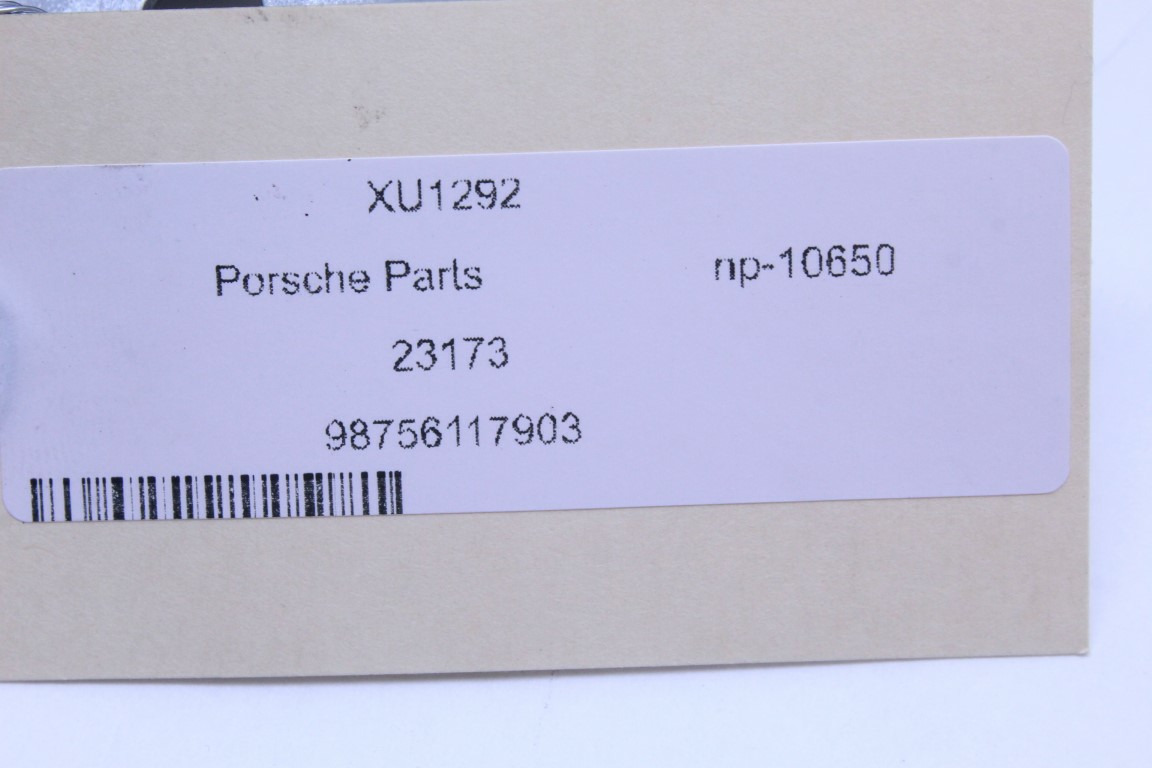 XU1292
Porsche Parts np-10650
23173
98756117903